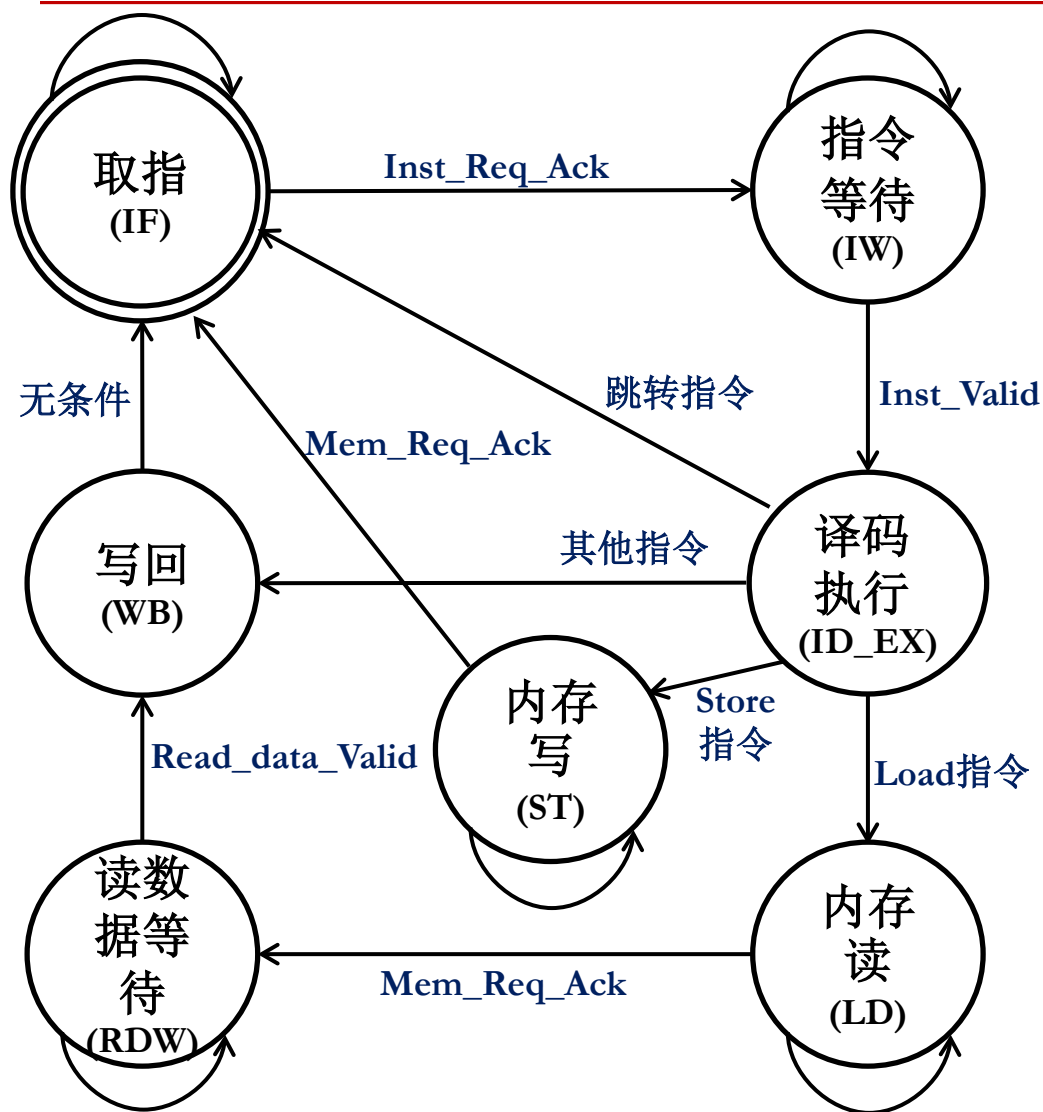 取指
(IF)
Inst_Req_Ack
指令
等待
(IW)
无条件
跳转指令
Inst_Valid
Mem_Req_Ack
写回
(WB)
其他指令
译码
执行
(ID_EX)
Read_data_Valid
内存
写
(ST)
Store
指令
Load指令
读数
据等
待
(RDW)
Mem_Req_Ack
内存
读
(LD)